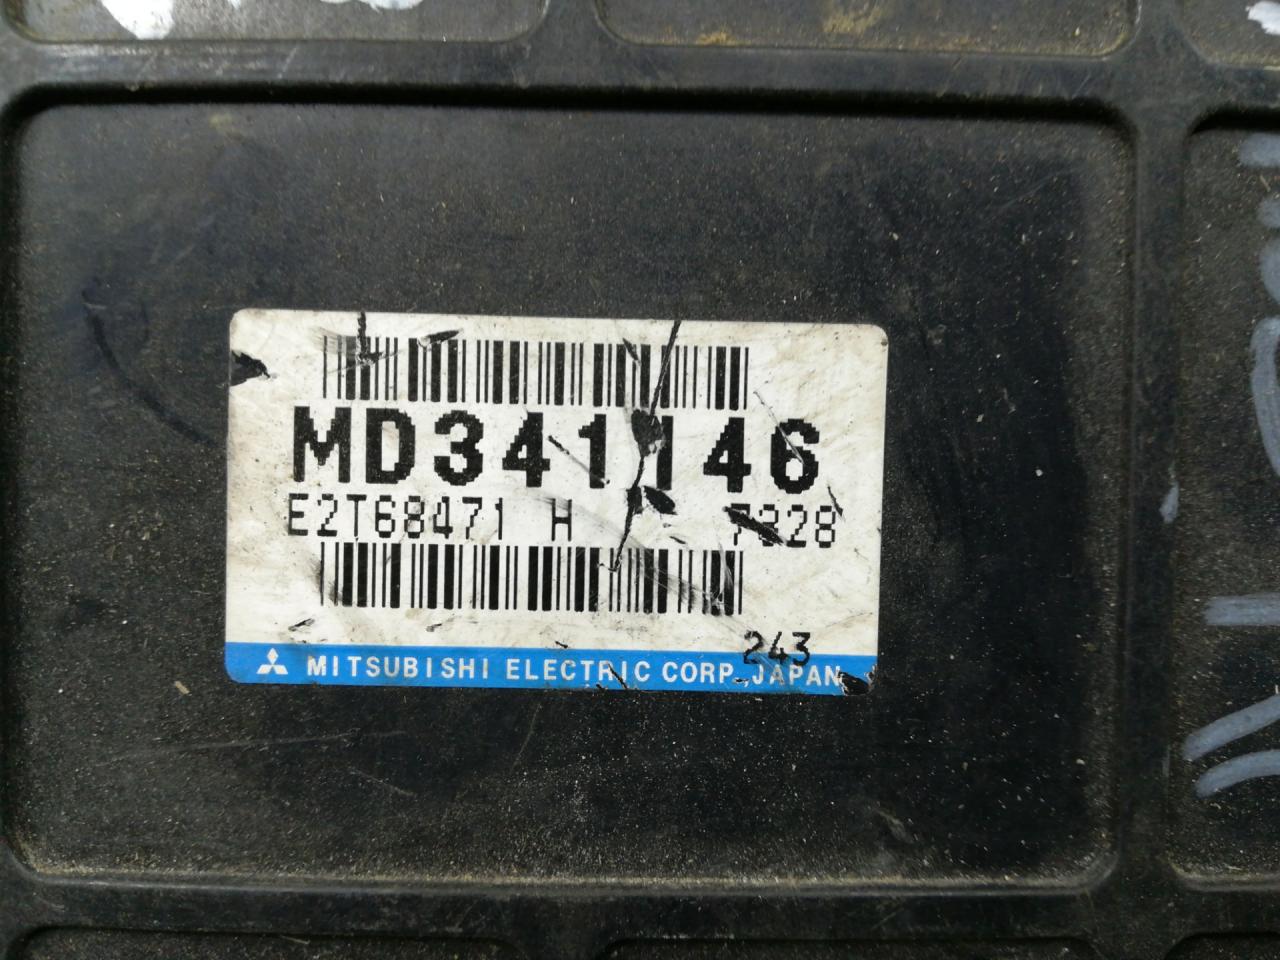 MD341146
E2T68471 H 7328
243
MITSUBISHI ELECTRIC CORP.,JAPAN